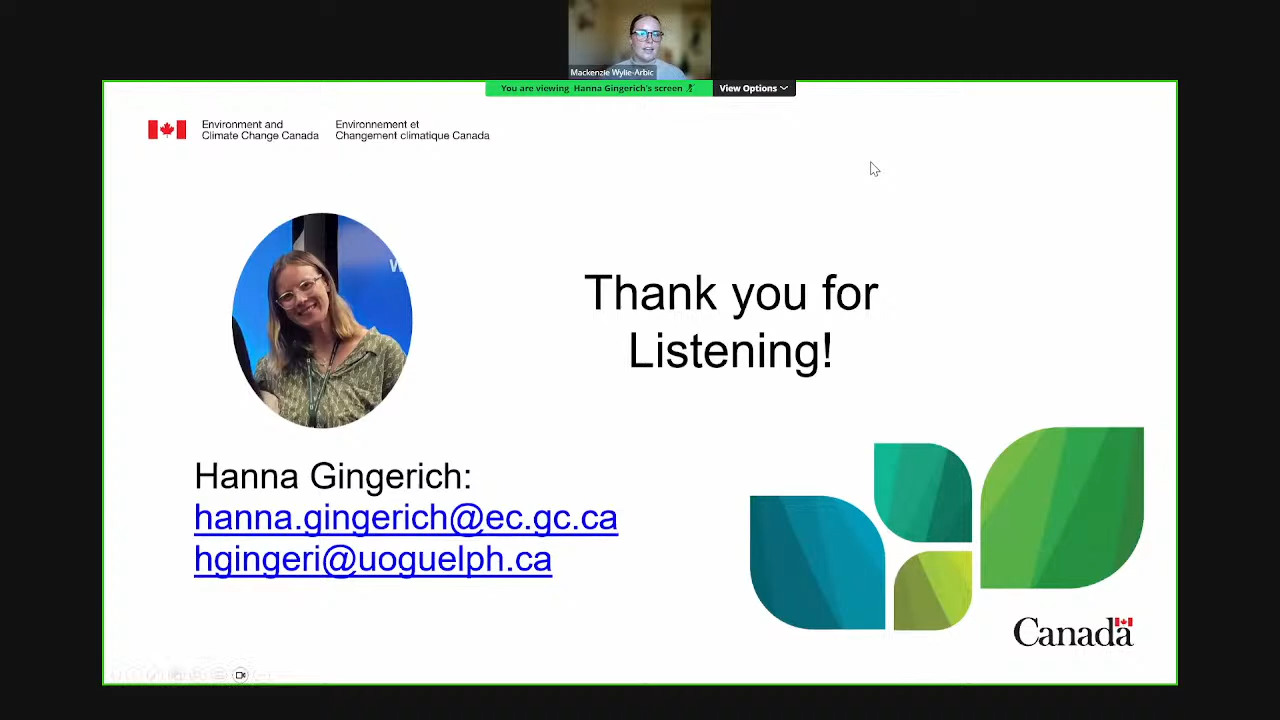 Mackenzie Wylie-Arbic
You are viewing Hanna Gingerich's screen
View Options
Environment and
Climate Change Canada
Environnement et
Changement climatique Canada
Thank you for
Listening!
Hanna Gingerich:
hanna.gingerich@ec.gc.ca
hgingeri@uoguelph.ca
Canada